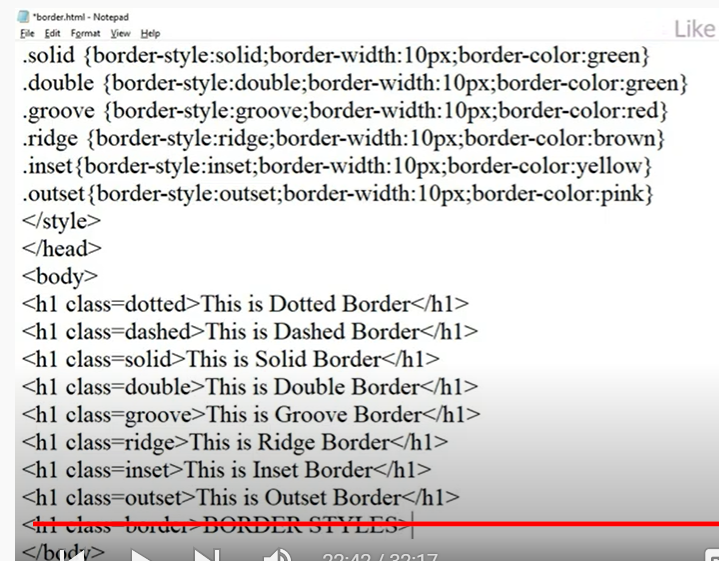 *border.html - Notepad
File Edit Format View Help
Like
.solid {border-style:solid;border-width:10px;border-color:green}
.double {border-style:double;border-width:10px;border-color:green}
.groove {border-style:groove;border-width:10px;border-color:red}
.ridge {border-style:ridge;border-width:10px;border-color:brown}
.inset{border-style:inset;border-width:10px;border-color:yellow}
.outset{border-style:outset;border-width:10px;border-color:pink}
</style>
</head>
<body>
<h1 class=dotted>This is Dotted Border</h1>
<h1 class=dashed>This is Dashed Border</h1>
<h1 class=solid>This is Solid Border</h1>
<h1 class=double>This is Double Border</h1>
<h1 class=groove>This is Groove Border</h1>
<h1 class=ridge>This is Ridge Border</h1>
<h1 class=inset>This is Inset Border</h1>
<h1 class=outset>This is Outset Border</h1>
<h1 class=border>BORDER STYLES>
</body>
22:42 / 32:17